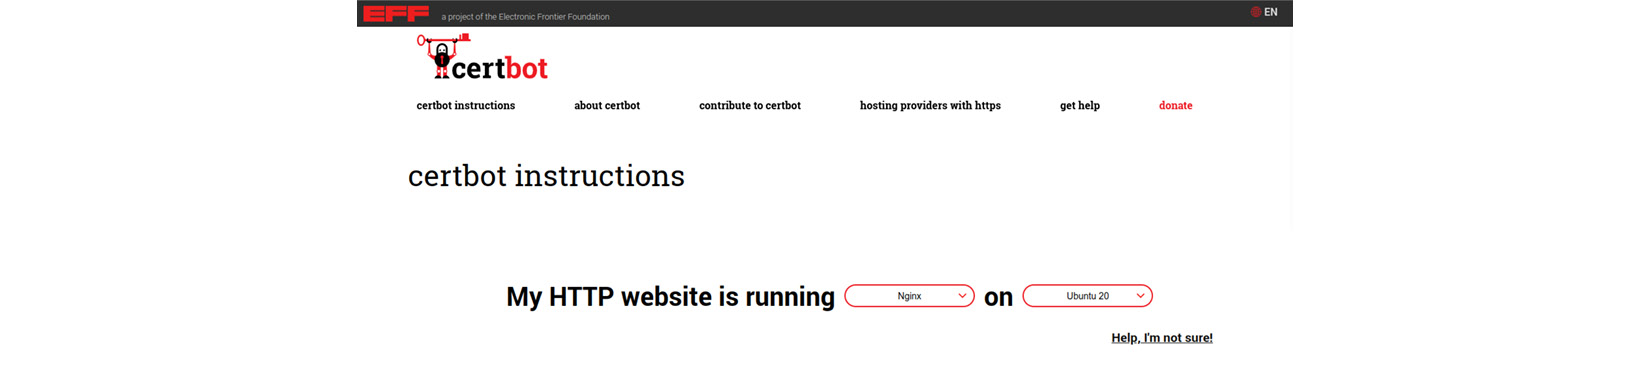 EFF a project of the Electronic Frontier Foundation EN
certbot
certbot instructions about certbot contribute to certbot hosting providers with https get help donate
certbot instructions
My HTTP website is running Nginx on Ubuntu 20
Help, I'm not sure!